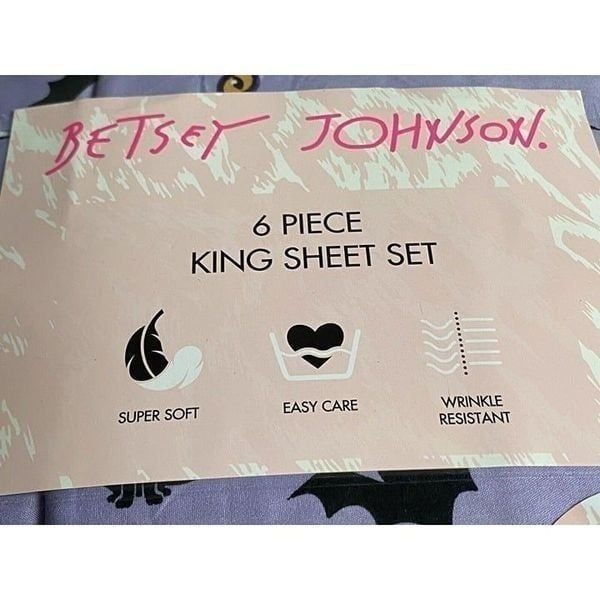 BETSEY JOHNSON.
6 PIECE
KING SHEET SET
SUPER SOFT
EASY CARE
WRINKLE
RESISTANT